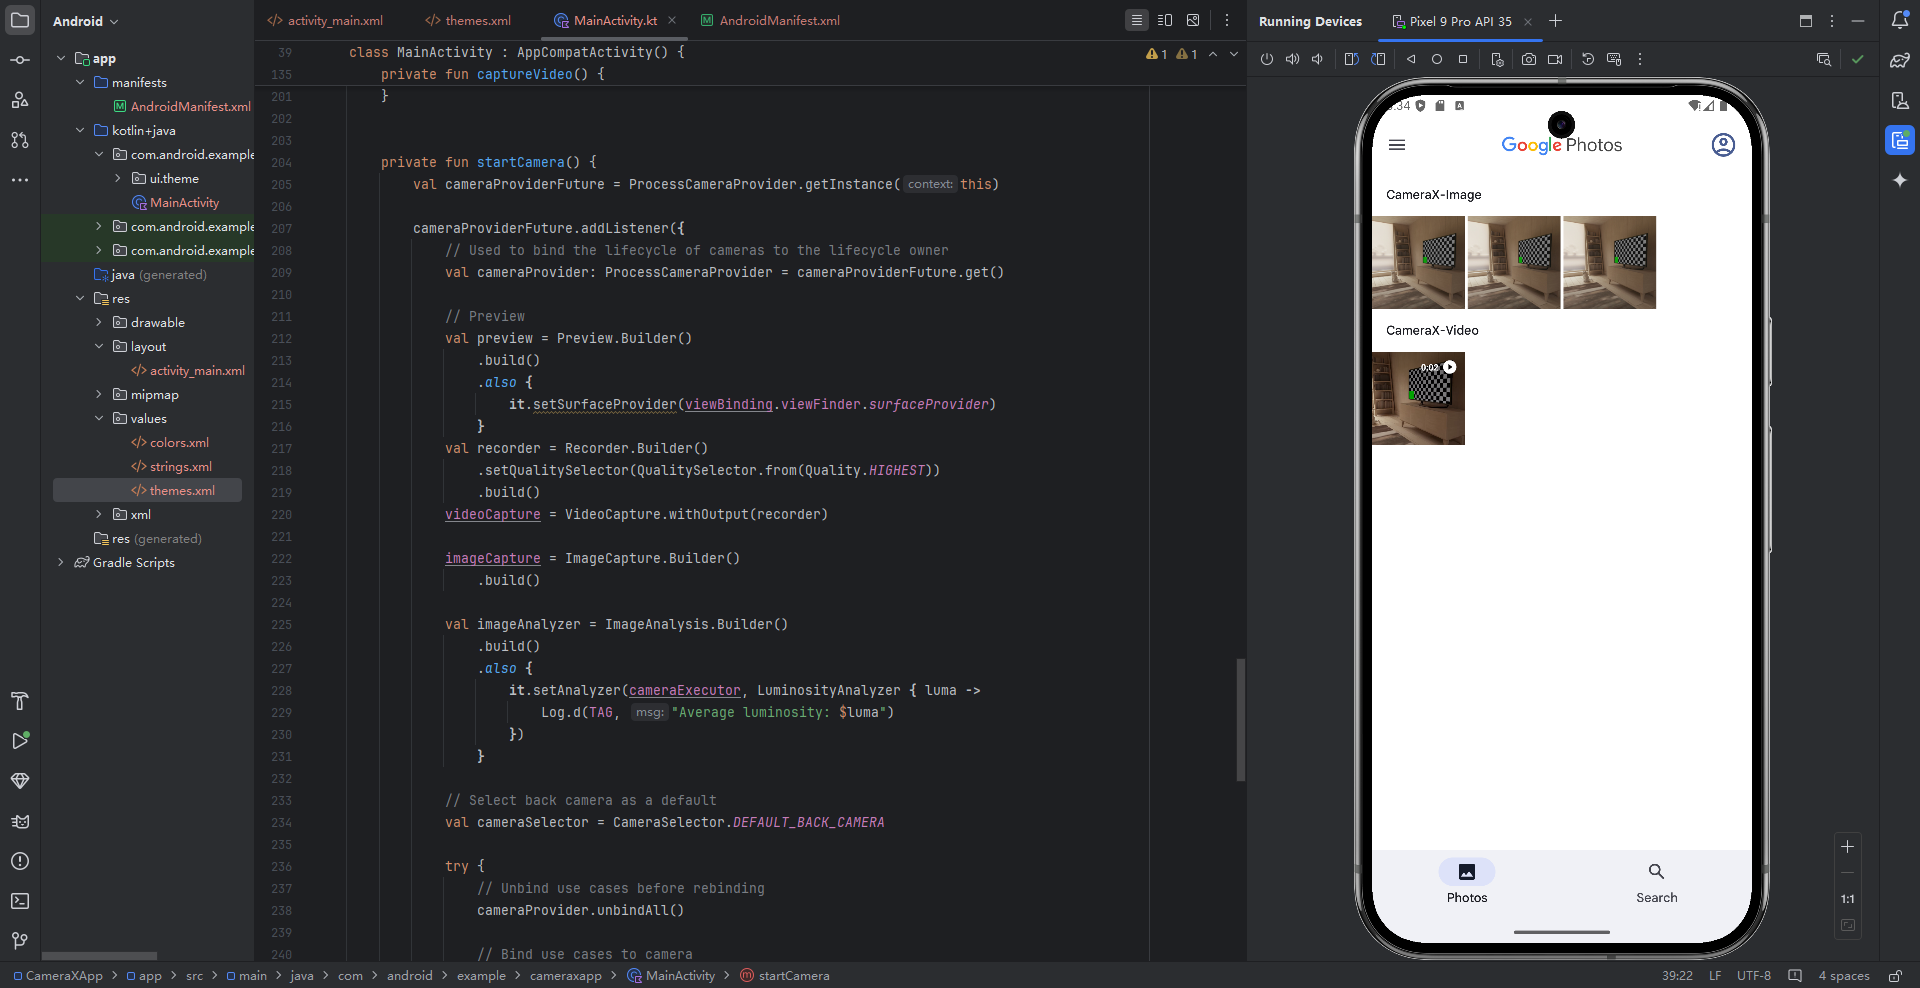 Android
app
manifests
AndroidManifest.xml
kotlin+java
com.android.example
ui.theme
MainActivity
com.android.example
com.android.example
java (generated)
res
drawable
layout
activity_main.xml
mipmap
values
colors.xml
strings.xml
themes.xml
xml
res (generated)
Gradle Scripts
activity_main.xml themes.xml MainActivity.kt AndroidManifest.xml
39 class MainActivity : AppCompatActivity() {
1 1
135 private fun captureVideo() {
201 }
202
203
204 private fun startCamera() {
205 val cameraProviderFuture = ProcessCameraProvider.getInstance( context: this)
206
207 cameraProviderFuture.addListener({
208 // Used to bind the lifecycle of cameras to the lifecycle owner
209 val cameraProvider: ProcessCameraProvider = cameraProviderFuture.get()
210
211 // Preview
212 val preview = Preview.Builder()
213 .build()
214 .also {
215 it.setSurfaceProvider(viewBinding.viewFinder.surfaceProvider)
216 }
217 val recorder = Recorder.Builder()
218 .setQualitySelector(QualitySelector.from(Quality.HIGHEST))
219 .build()
220 videoCapture = VideoCapture.withOutput(recorder)
221
222 imageCapture = ImageCapture.Builder()
223 .build()
224
225 val imageAnalyzer = ImageAnalysis.Builder()
226 .build()
227 .also {
228 it.setAnalyzer(cameraExecutor, LuminosityAnalyzer { luma ->
229 Log.d(TAG, msg: "Average luminosity: $luma")
230 })
231 }
232
233 // Select back camera as a default
234 val cameraSelector = CameraSelector.DEFAULT_BACK_CAMERA
235
236 try {
237 // Unbind use cases before rebinding
238 cameraProvider.unbindAll()
239
240 // Bind use cases to camera
Running Devices Pixel 9 Pro API 35
:34
Google Photos
CameraX-Image
CameraX-Video
0:02
Photos Search
1:1
CameraXApp > app > src > main > java > com > android > example > cameraxapp > MainActivity > startCamera
39:22 LF UTF-8 4 spaces